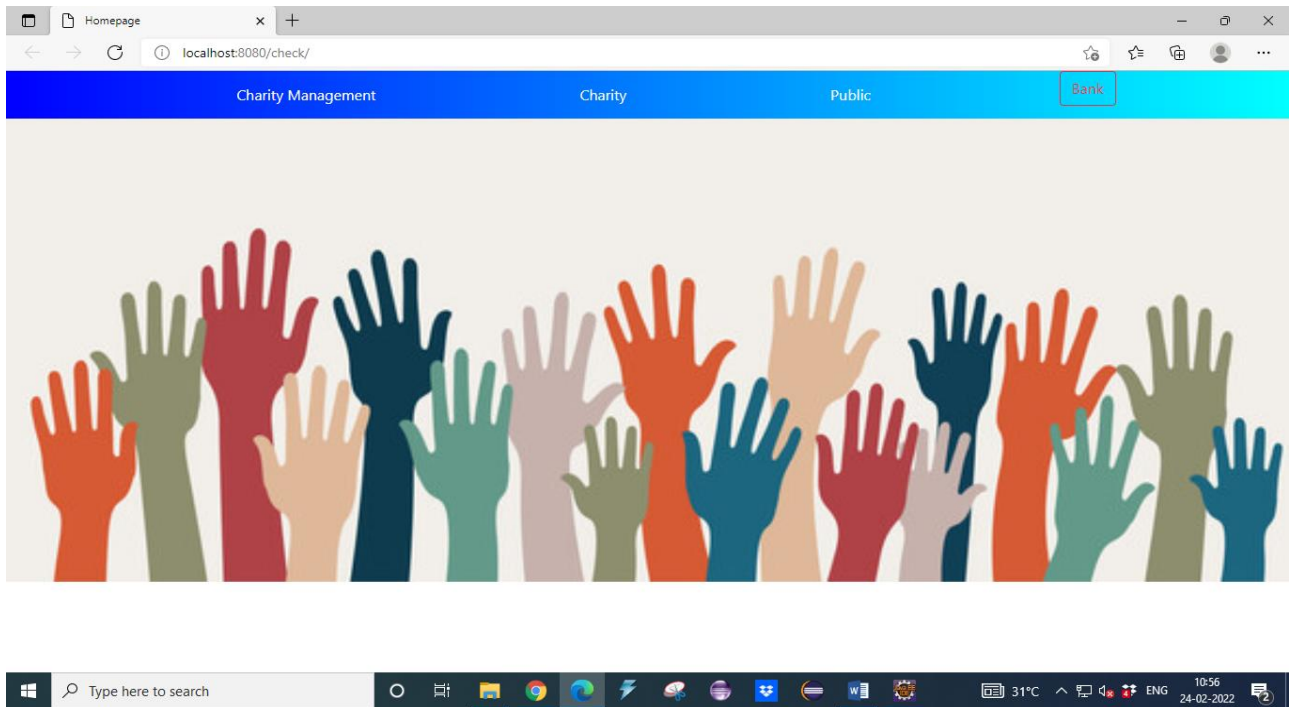 Homepage
localhost:8080/check/
Charity Management Charity Public Bank
Type here to search
31°C ENG 10:56
24-02-2022
2